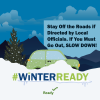 Stay Off the Roads if
Directed by Local
Officials. If You Must
Go Out, SLOW DOWN!
#WiNTERREADY
Ready